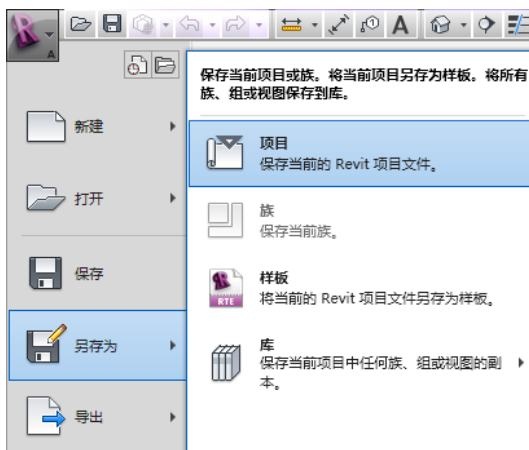 A
A
保存当前项目或族。将当前项目另存为样板。将所有
族、组或视图保存到库。
新建
项目
保存当前的 Revit 项目文件。
打开
族
保存当前族。
保存
样板
RTE
将当前的 Revit 项目文件另存为样板。
另存为
库
保存当前项目中任何族、组或视图的副
本。
导出